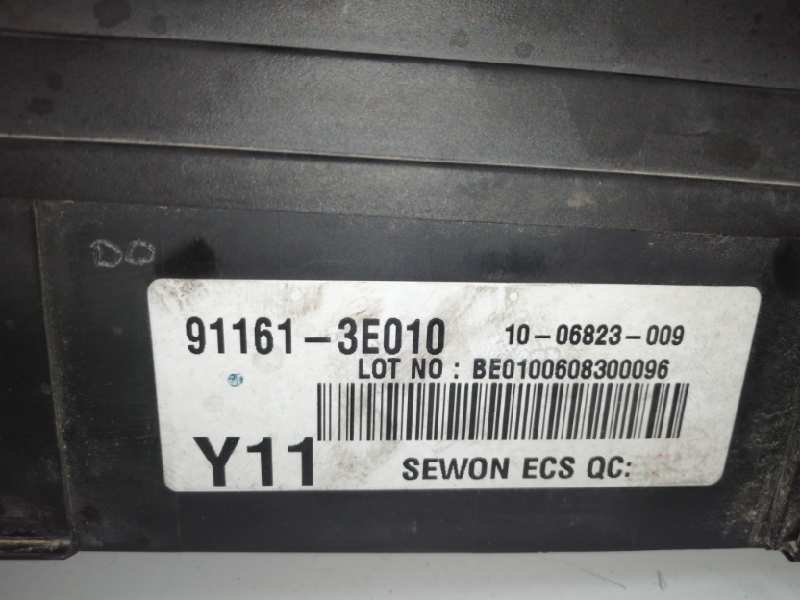 DO
91161-3E010 10-06823-009
LOT NO : BE0100608300096
Y11 SEWON ECS QC: